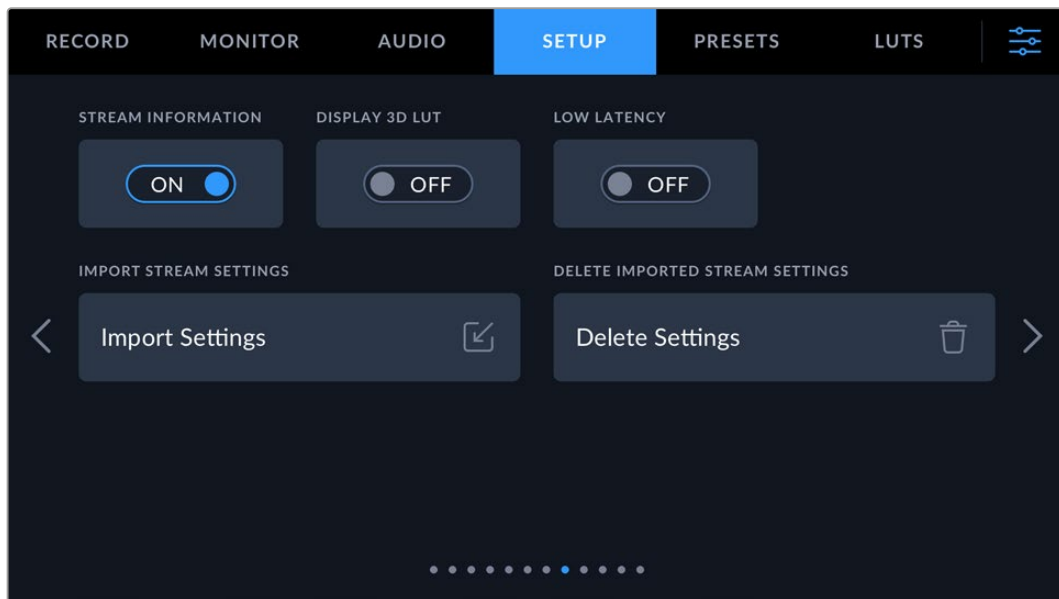 RECORD MONITOR AUDIO SETUP PRESETS LUTS
STREAM INFORMATION DISPLAY 3D LUT LOW LATENCY
ON OFF OFF
IMPORT STREAM SETTINGS DELETE IMPORTED STREAM SETTINGS
Import Settings Delete Settings